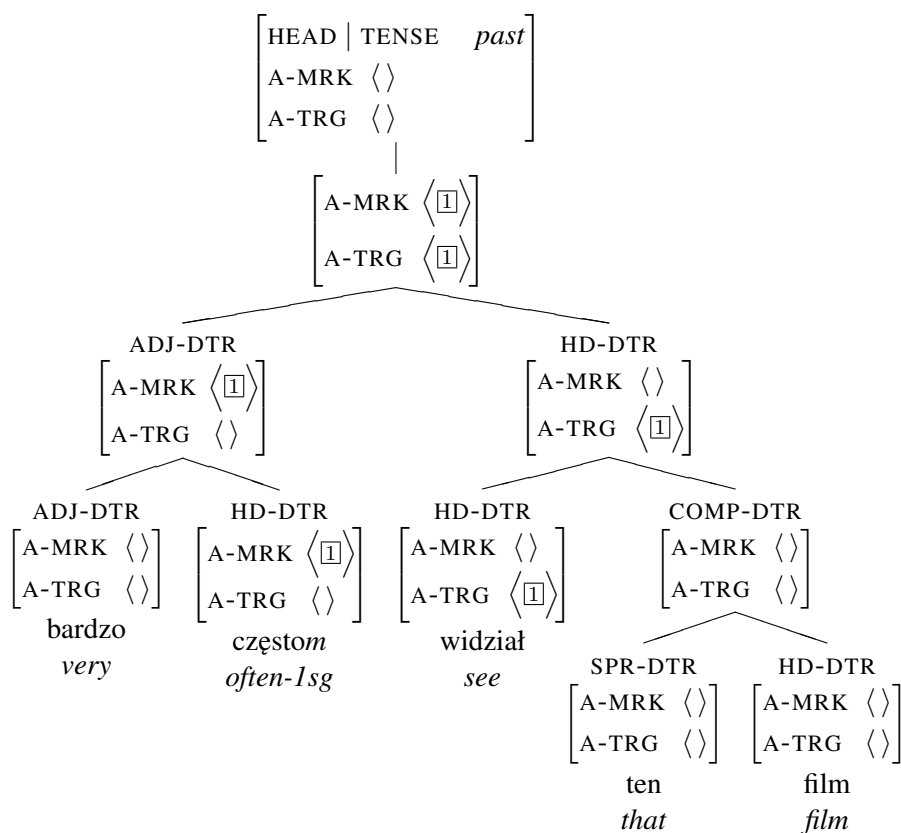 HEAD | TENSE past
A-MRK ⟨ ⟩
A-TRG ⟨ ⟩
A-MRK ⟨1⟩
A-TRG ⟨1⟩
ADJ-DTR HD-DTR
A-MRK ⟨1⟩ A-MRK ⟨ ⟩
A-TRG ⟨ ⟩ A-TRG ⟨1⟩
ADJ-DTR HD-DTR HD-DTR COMP-DTR
A-MRK ⟨ ⟩ A-MRK ⟨1⟩ A-MRK ⟨ ⟩ A-MRK ⟨ ⟩
A-TRG ⟨ ⟩ A-TRG ⟨ ⟩ A-TRG ⟨1⟩ A-TRG ⟨ ⟩
bardzo częstom widział
very often-1sg see
SPR-DTR HD-DTR
A-MRK ⟨ ⟩ A-MRK ⟨ ⟩
A-TRG ⟨ ⟩ A-TRG ⟨ ⟩
ten film
that film